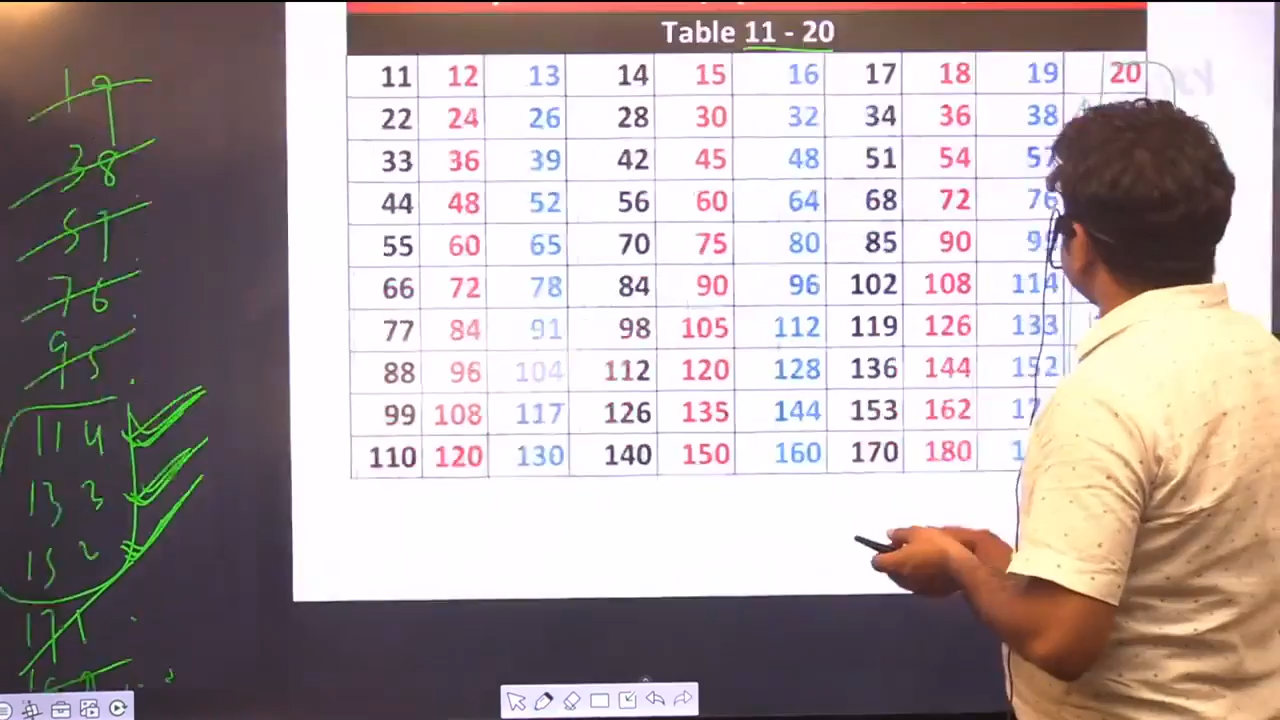 Table 11 - 20
11 12 13 14 15 16 17 18 19 20
22 24 26 28 30 32 34 36 38
33 36 39 42 45 48 51 54 57
44 48 52 56 60 64 68 72 76
55 60 65 70 75 80 85 90
66 72 78 84 90 96 102 108 114
77 84 91 98 105 112 119 126 133
88 96 104 112 120 128 136 144 152
99 108 117 126 135 144 153 162
110 120 130 140 150 160 170 180
19
38
57
76
95
114
133
152
171